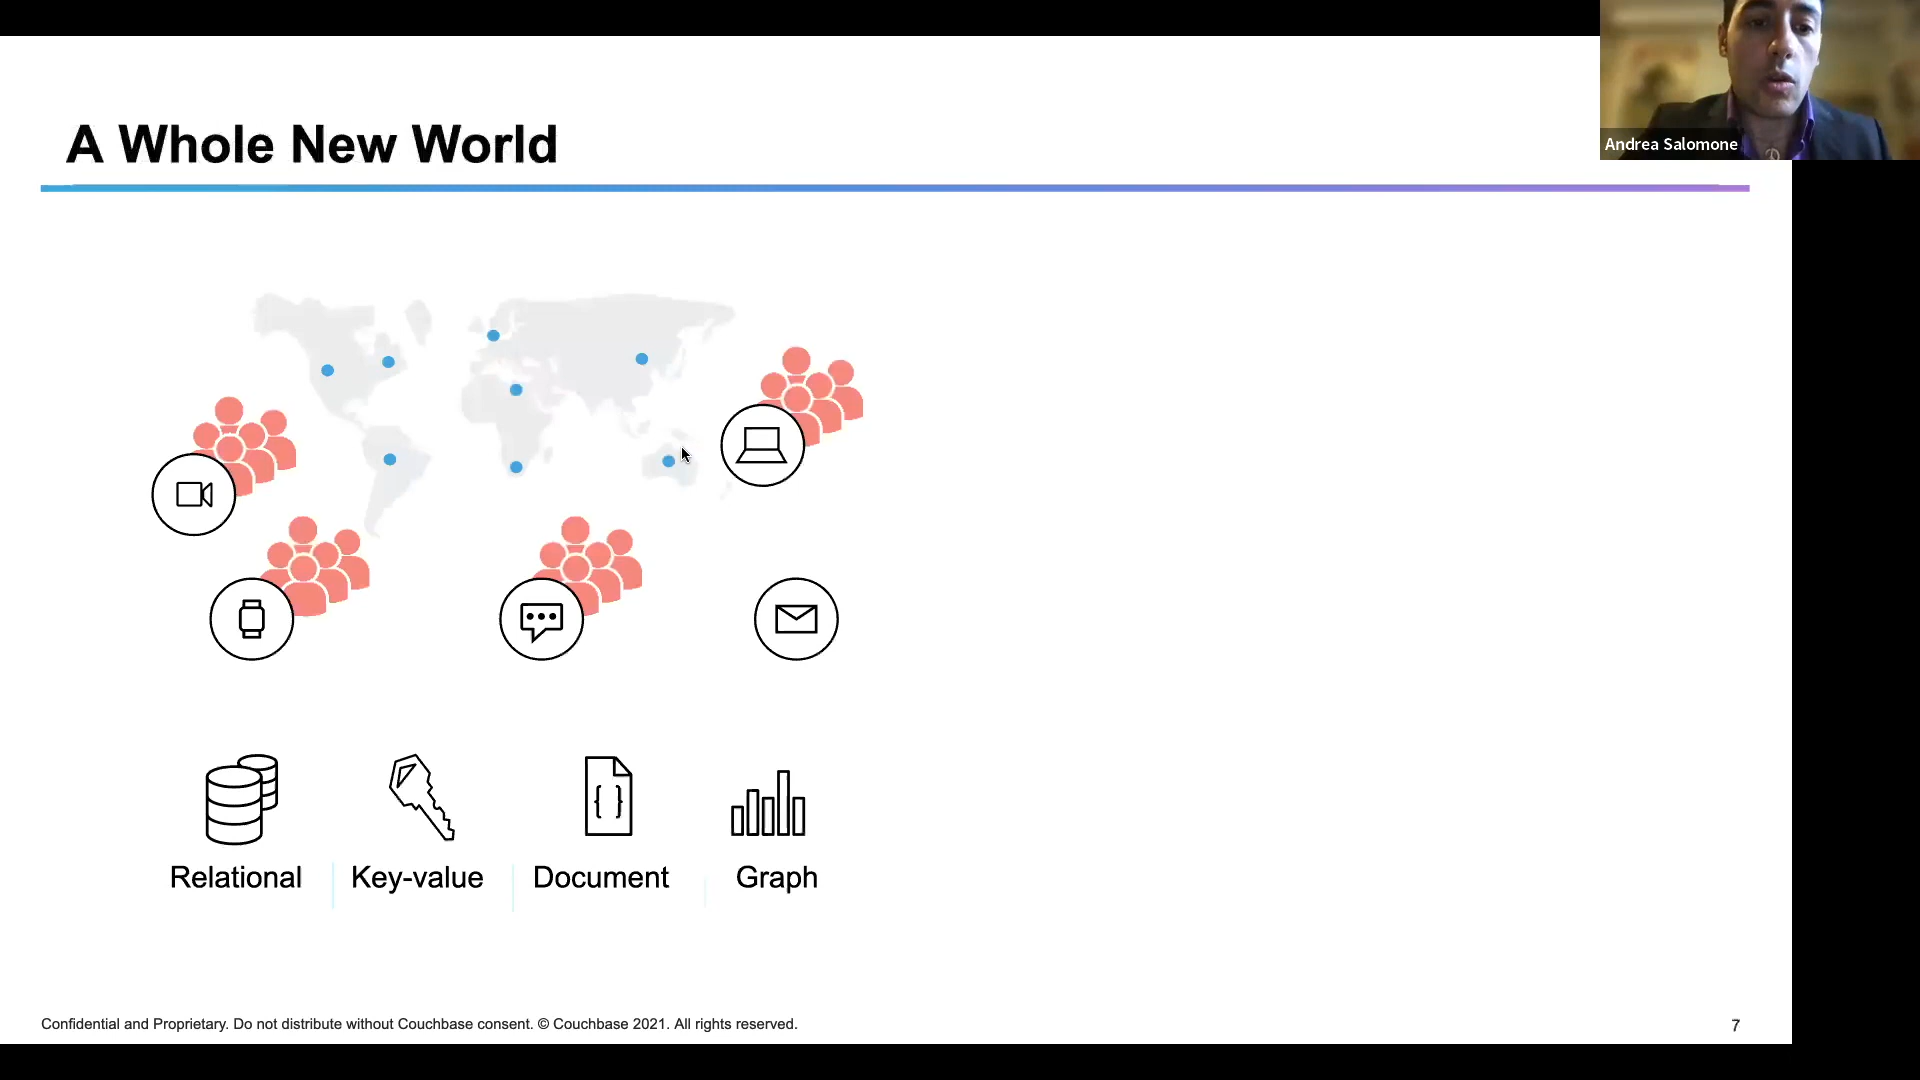 A Whole New World
Andrea Salomone
Relational
Key-value
Document
Graph
Confidential and Proprietary. Do not distribute without Couchbase consent. © Couchbase 2021. All rights reserved.
7